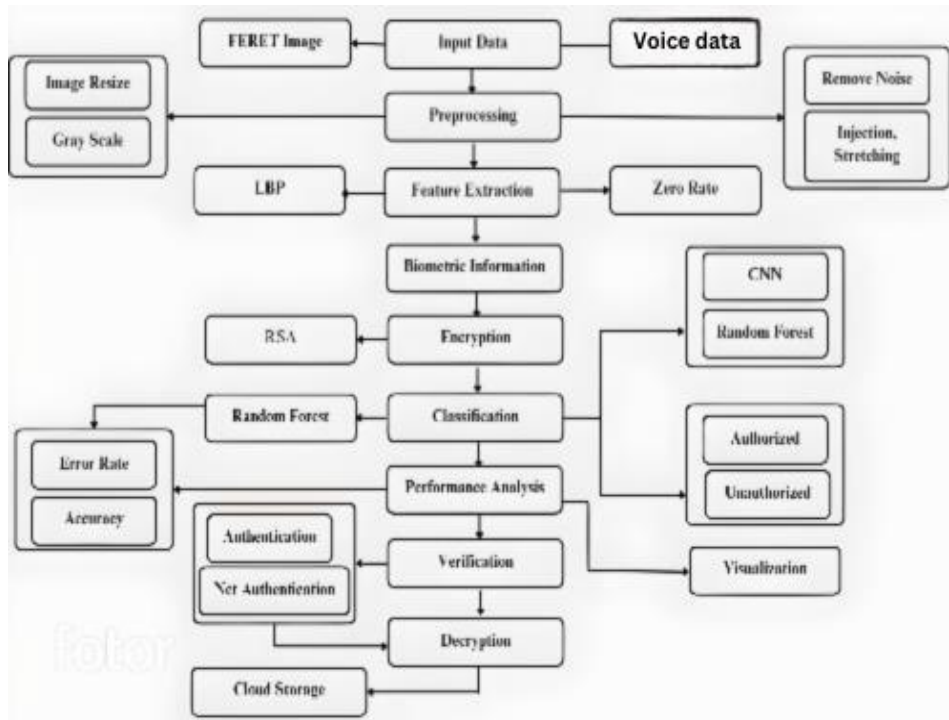 FERET Image
Input Data
Voice data
Image Resize
Gray Scale
Preprocessing
Remove Noise
Injection,
Stretching
LBP
Feature Extraction
Zero Rate
Biometric Information
CNN
Random Forest
RSA
Encryption
Random Forest
Classification
Authorized
Unauthorized
Error Rate
Accuracy
Performance Analysis
Authentication
Net Authentication
Verification
Visualization
Decryption
Cloud Storage
fotor